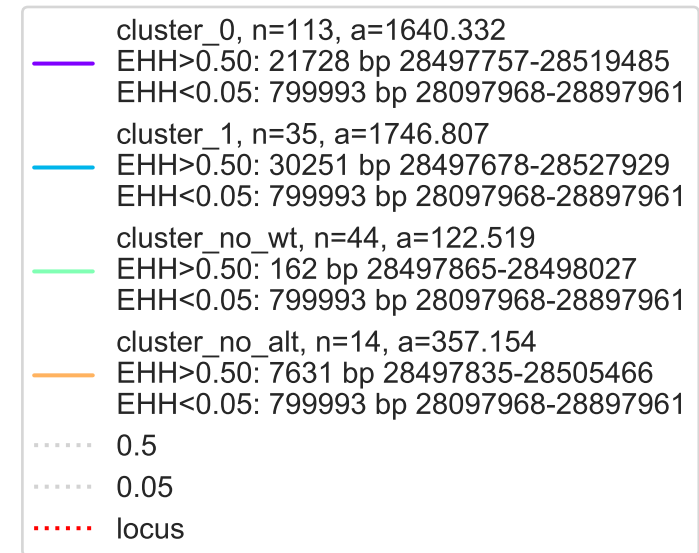 cluster_0, n=113, a=1640.332
EHH>0.50: 21728 bp 28497757-28519485
EHH<0.05: 799993 bp 28097968-28897961
cluster_1, n=35, a=1746.807
EHH>0.50: 30251 bp 28497678-28527929
EHH<0.05: 799993 bp 28097968-28897961
cluster_no_wt, n=44, a=122.519
EHH>0.50: 162 bp 28497865-28498027
EHH<0.05: 799993 bp 28097968-28897961
cluster_no_alt, n=14, a=357.154
EHH>0.50: 7631 bp 28497835-28505466
EHH<0.05: 799993 bp 28097968-28897961
0.5
0.05
locus